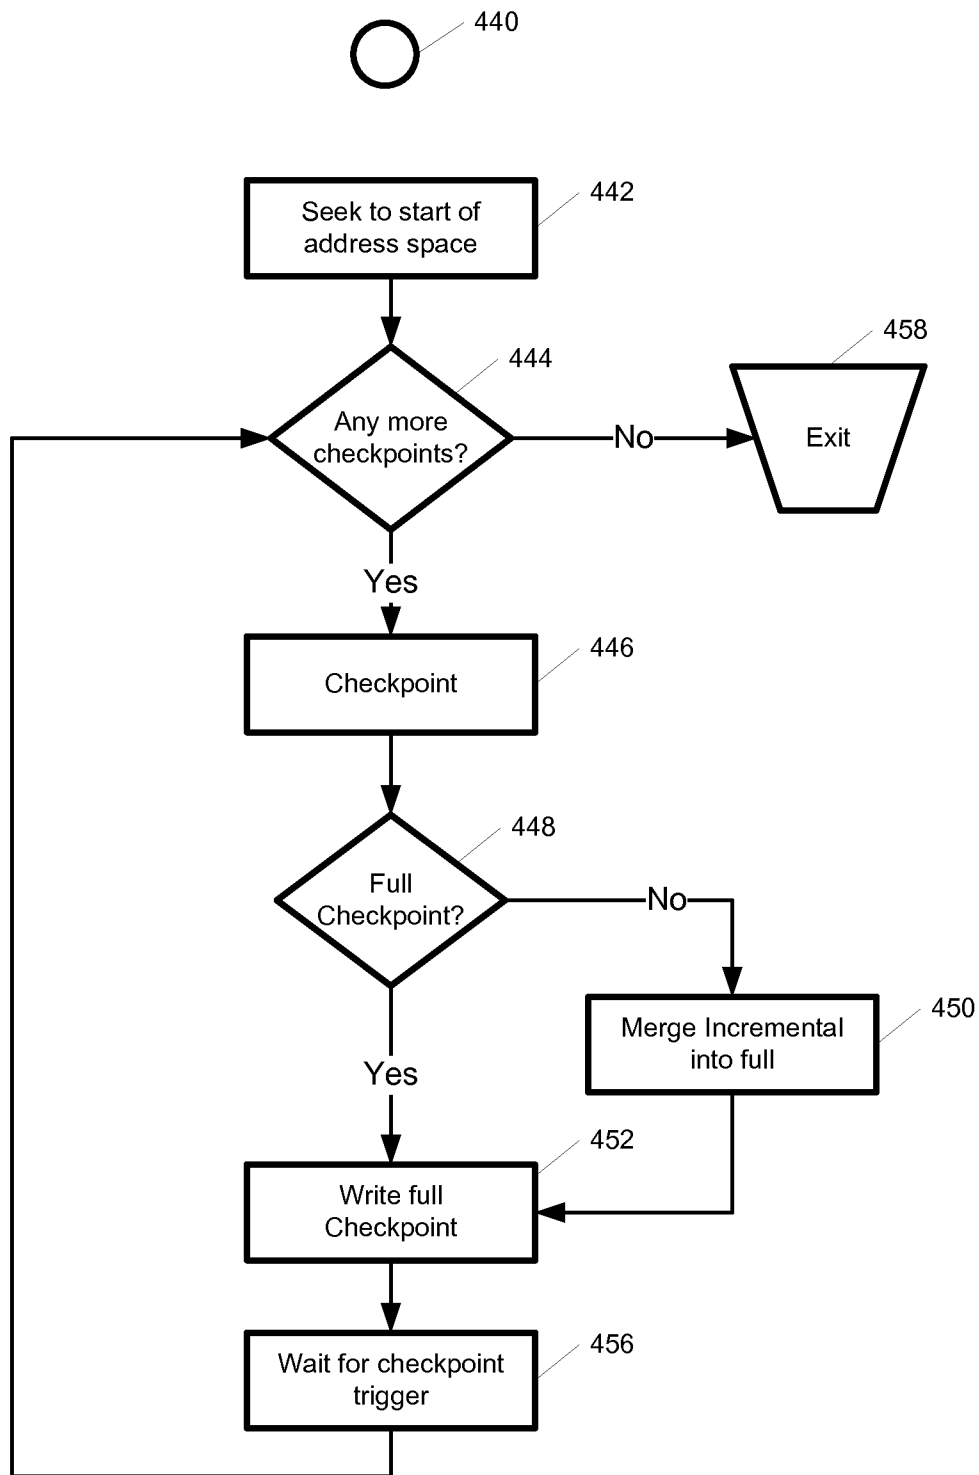 440
Seek to start of
address space
442
458
444
Any more
checkpoints?
No
Exit
Yes
446
Checkpoint
448
Full
Checkpoint?
No
450
Merge Incremental
into full
Yes
452
Write full
Checkpoint
456
Wait for checkpoint
trigger